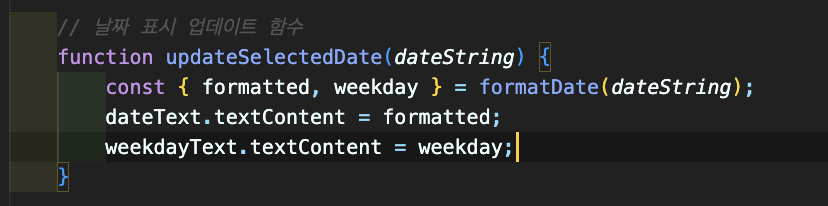 // 날짜 표시 업데이트 함수
function updateSelectedDate(dateString) {
const { formatted, weekday } = formatDate(dateString);
dateText.textContent = formatted;
weekdayText.textContent = weekday;
}